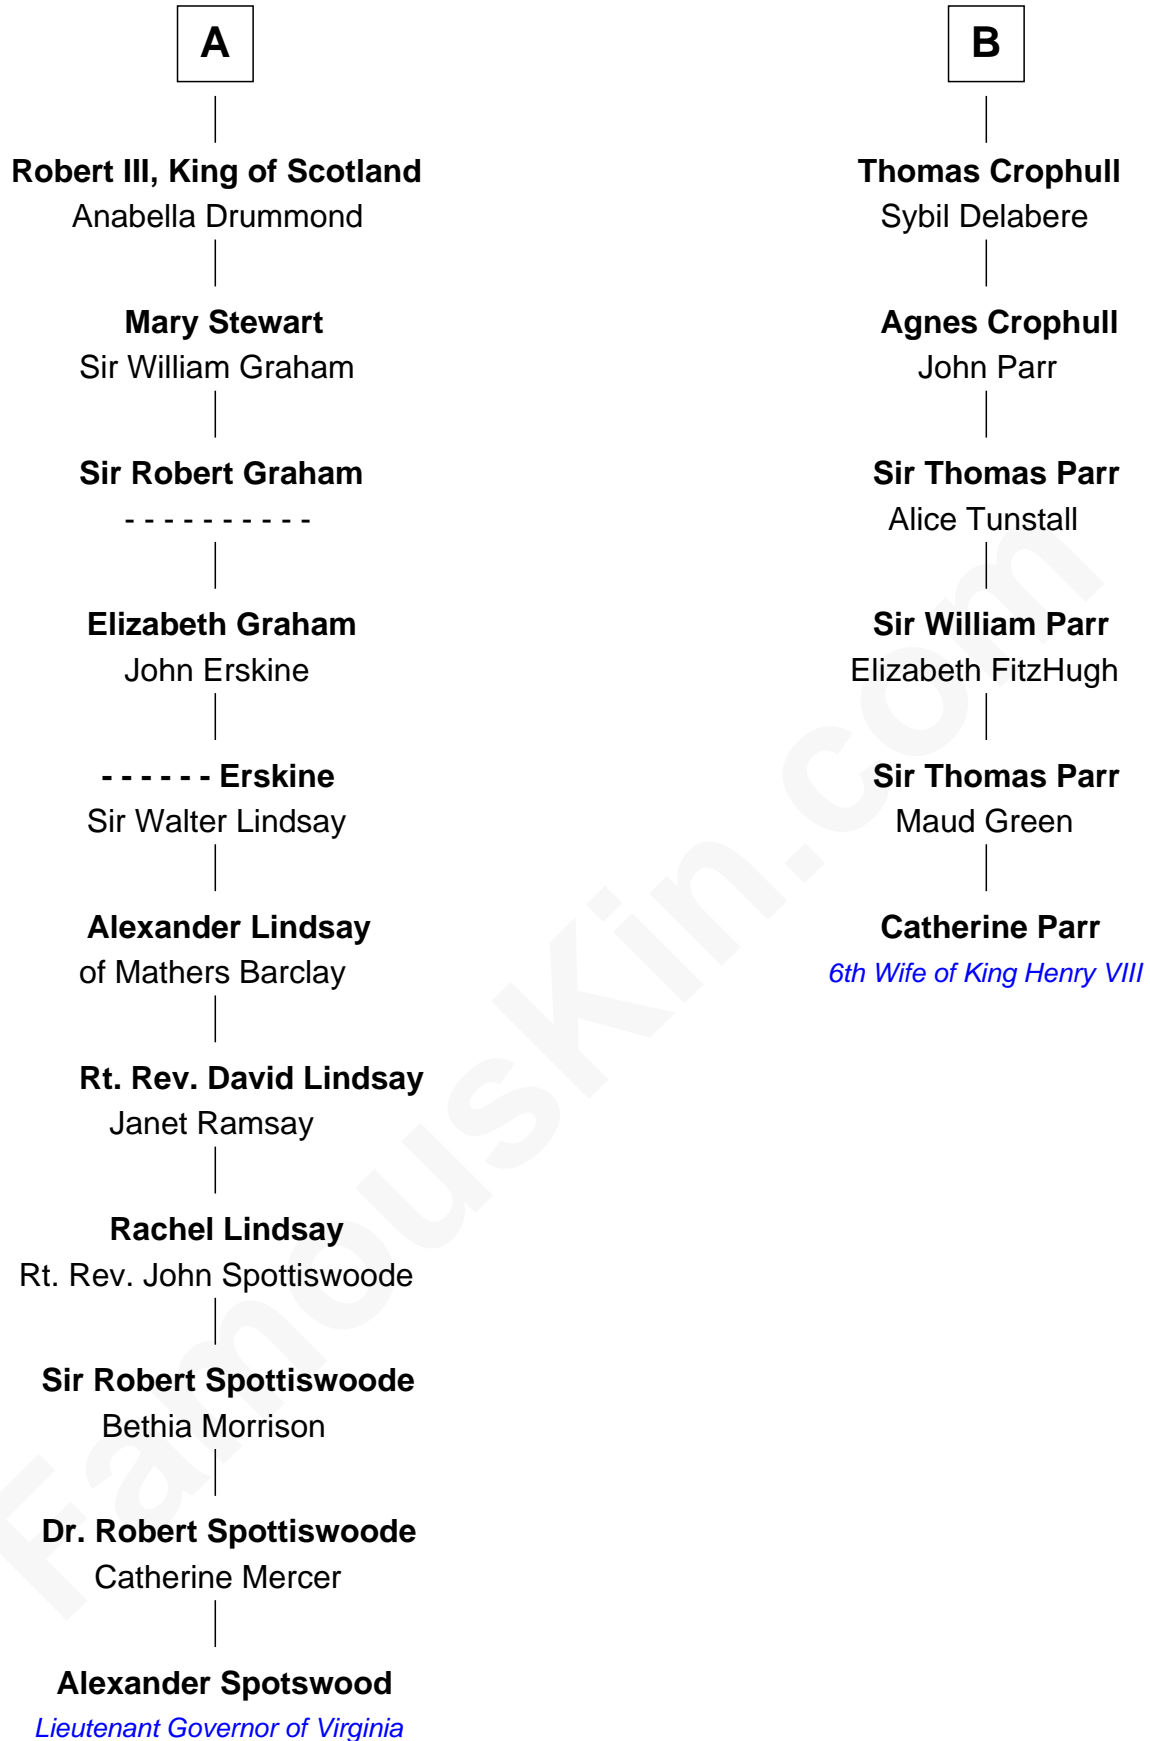 A
Robert III, King of Scotland
Anabella Drummond
Mary Stewart
Sir William Graham
Sir Robert Graham
- - - - - - - - - -
Elizabeth Graham
John Erskine
- - - - - - Erskine
Sir Walter Lindsay
Alexander Lindsay
of Mathers Barclay
Rt. Rev. David Lindsay
Janet Ramsay
Rachel Lindsay
Rt. Rev. John Spottiswoode
Sir Robert Spottiswoode
Bethia Morrison
Dr. Robert Spottiswoode
Catherine Mercer
Alexander Spotswood
Lieutenant Governor of Virginia
B
Thomas Crophull
Sybil Delabere
Agnes Crophull
John Parr
Sir Thomas Parr
Alice Tunstall
Sir William Parr
Elizabeth FitzHugh
Sir Thomas Parr
Maud Green
Catherine Parr
6th Wife of King Henry VIII
FamousKin.com